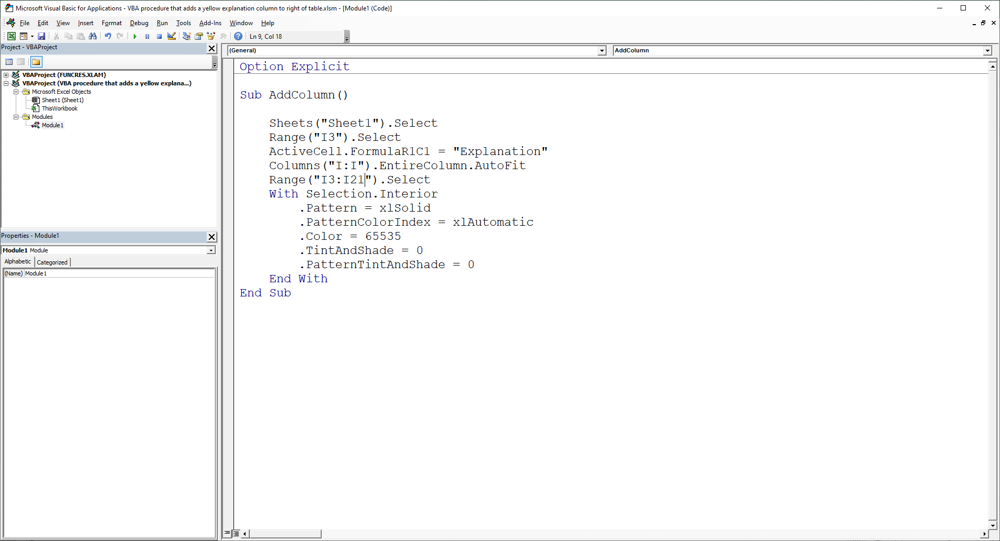 Microsoft Visual Basic for Applications - VBA procedure that adds a yellow explanation column to right of table.xlsm - [Module1 (Code)]
File Edit View Insert Format Debug Run Tools Add-Ins Window Help
Ln 9, Col 18
Project - VBAProject
VBAProject (FUNCRES.XLAM)
VBAProject (VBA procedure that adds a yellow explana...)
Microsoft Excel Objects
Sheet1 (Sheet1)
ThisWorkbook
Modules
Module1
Properties - Module1
Module1 Module
Alphabetic Categorized
(Name) Module1
(General) AddColumn
Option Explicit
Sub AddColumn()
Sheets("Sheet1").Select
Range("I3").Select
ActiveCell.FormulaR1C1 = "Explanation"
Columns("I:I").EntireColumn.AutoFit
Range("I3:I21").Select
With Selection.Interior
.Pattern = xlSolid
.PatternColorIndex = xlAutomatic
.Color = 65535
.TintAndShade = 0
.PatternTintAndShade = 0
End With
End Sub